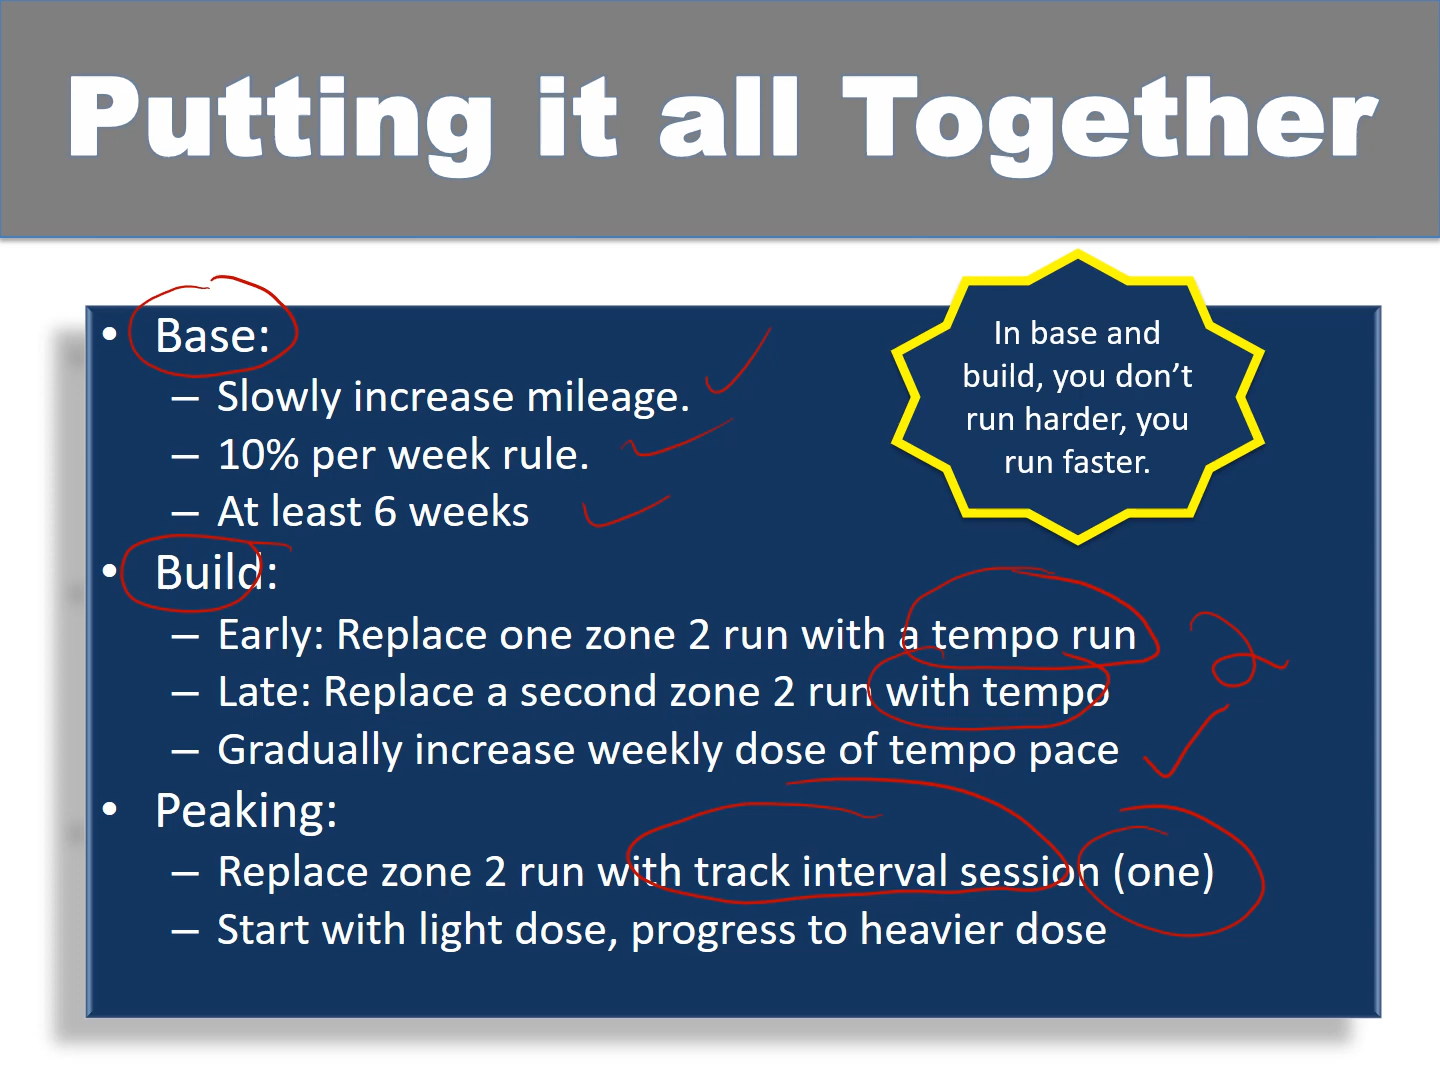 Putting it all Together
• Base:
– Slowly increase mileage.
– 10% per week rule.
– At least 6 weeks
• Build:
– Early: Replace one zone 2 run with a tempo run
– Late: Replace a second zone 2 run with tempo
– Gradually increase weekly dose of tempo pace
• Peaking:
– Replace zone 2 run with track interval session (one)
– Start with light dose, progress to heavier dose
In base and
build, you don’t
run harder, you
run faster.
2